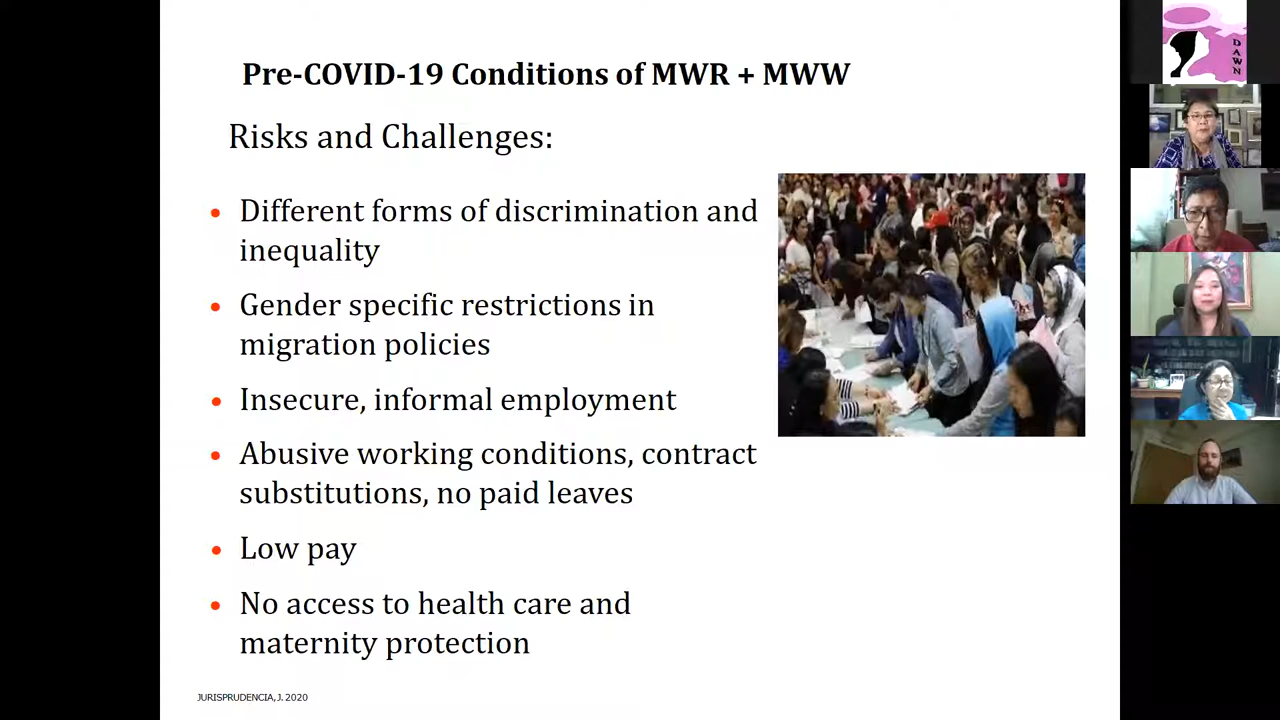 Pre-COVID-19 Conditions of MWR + MWW
Risks and Challenges:
• Different forms of discrimination and
inequality
• Gender specific restrictions in
migration policies
• Insecure, informal employment
• Abusive working conditions, contract
substitutions, no paid leaves
• Low pay
• No access to health care and
maternity protection
JURISPRUDENCIA, J. 2020
DAWN